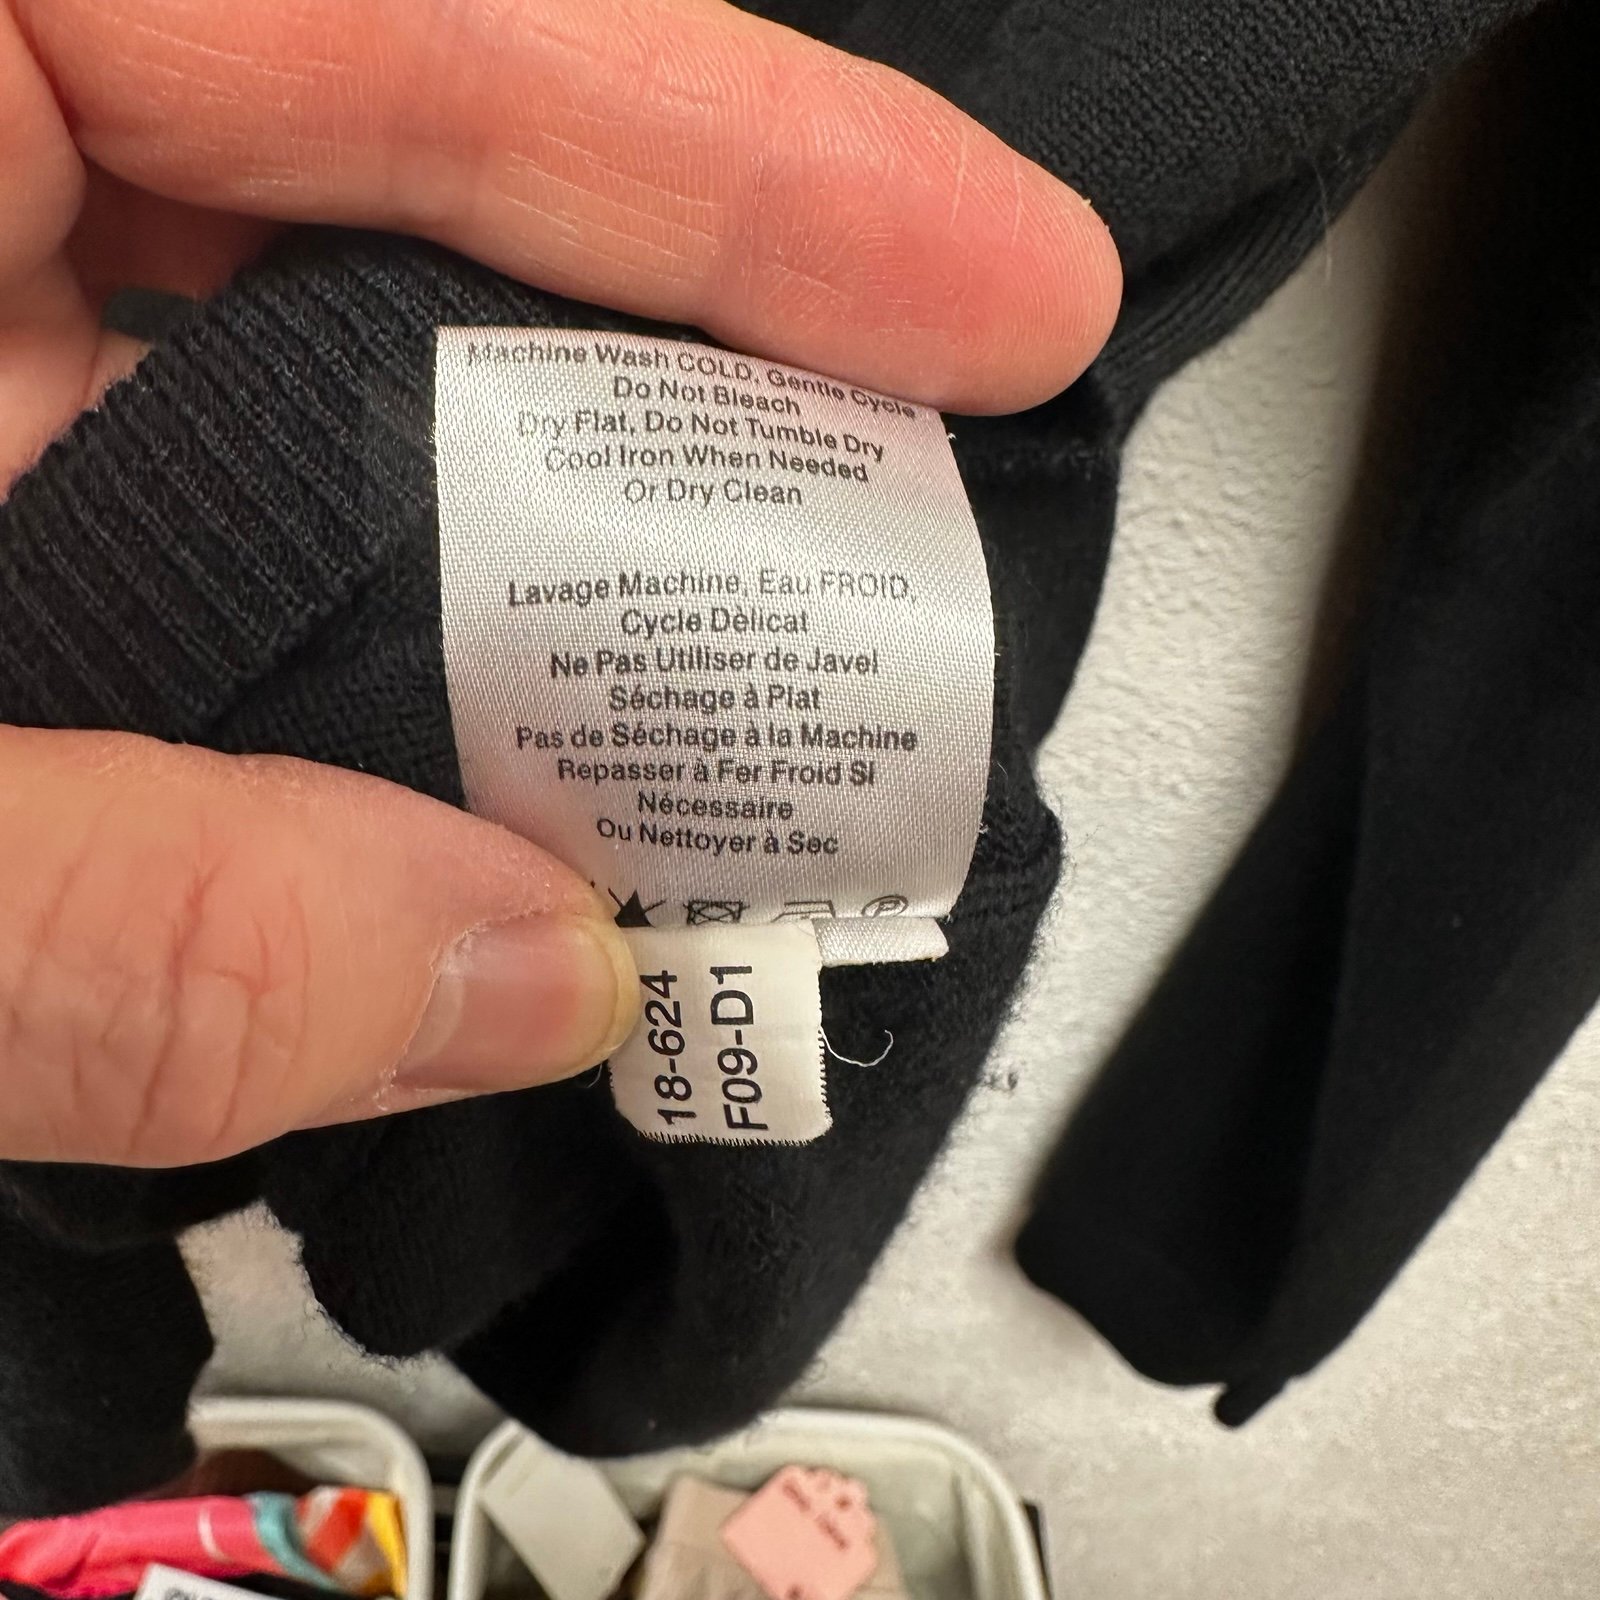 Machine Wash COLD, Gentle Cycle
Do Not Bleach
Dry Flat, Do Not Tumble Dry
Cool Iron When Needed
Or Dry Clean
Lavage Machine, Eau FROID,
Cycle Dèlicat
Ne Pas Utiliser de Javel
Séchage à Plat
Pas de Séchage à la Machine
Repasser à Fer Froid Si
Nécessaire
Ou Nettoyer à Sec
P
18-624
F09-D1